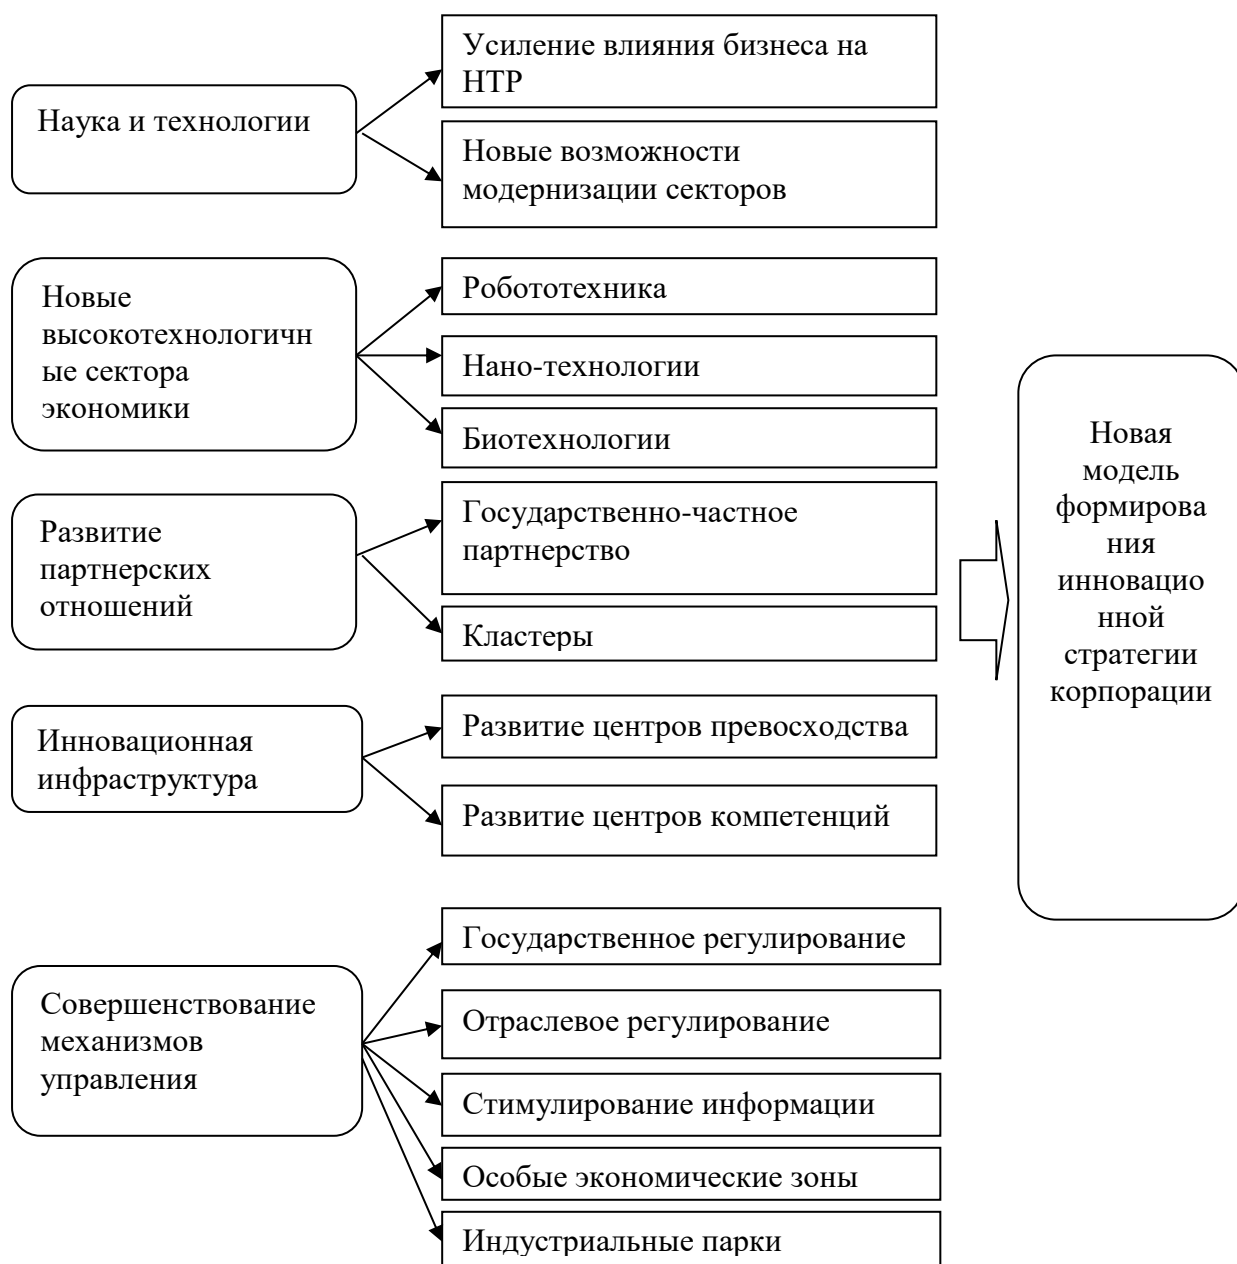 Наука и технологии
Усиление влияния бизнеса на
НТР
Новые возможности
модернизации секторов
Новые
высокотехнологичн
ые сектора
экономики
Робототехника
Нано-технологии
Биотехнологии
Развитие
партнерских
отношений
Государственно-частное
партнерство
Кластеры
Инновационная
инфраструктура
Развитие центров превосходства
Развитие центров компетенций
Совершенствование
механизмов
управления
Государственное регулирование
Отраслевое регулирование
Стимулирование информации
Особые экономические зоны
Индустриальные парки
Новая
модель
формирова
ния
инновацио
нной
стратегии
корпорации